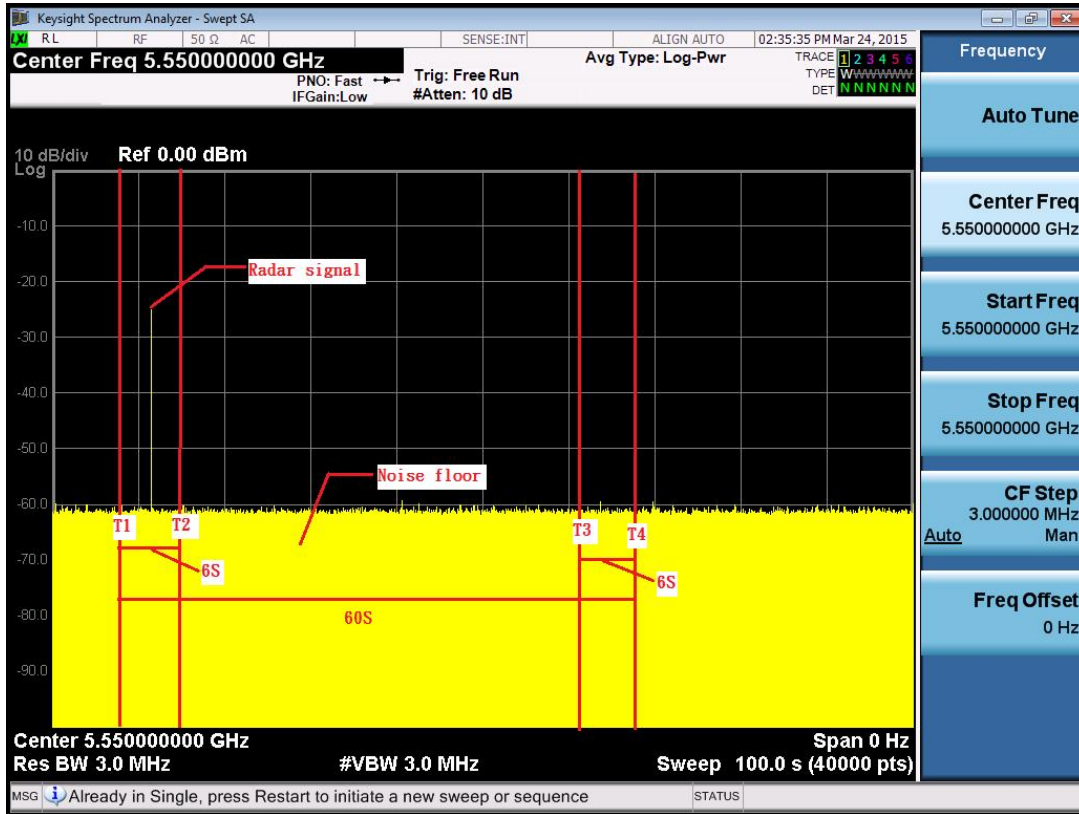 Keysight Spectrum Analyzer - Swept SA
LXI RL RF 50 Ω AC SENSE:INT ALIGN AUTO 02:35:35 PM Mar 24, 2015
Center Freq 5.550000000 GHz
PNO: Fast
IFGain:Low
Trig: Free Run
#Atten: 10 dB
Avg Type: Log-Pwr
TRACE 1 2 3 4 5 6
TYPE WWWWWW
DET N N N N N N
10 dB/div Ref 0.00 dBm
Log
-10.0
-20.0
-30.0
-40.0
-50.0
-60.0
-70.0
-80.0
-90.0
Radar signal
Noise floor
T1
T2
T3
T4
6S
6S
60S
Center 5.550000000 GHz Span 0 Hz
Res BW 3.0 MHz #VBW 3.0 MHz Sweep 100.0 s (40000 pts)
MSG Already in Single, press Restart to initiate a new sweep or sequence STATUS
Frequency
Auto Tune
Center Freq
5.550000000 GHz
Start Freq
5.550000000 GHz
Stop Freq
5.550000000 GHz
CF Step
3.000000 MHz
Auto Man
Freq Offset
0 Hz